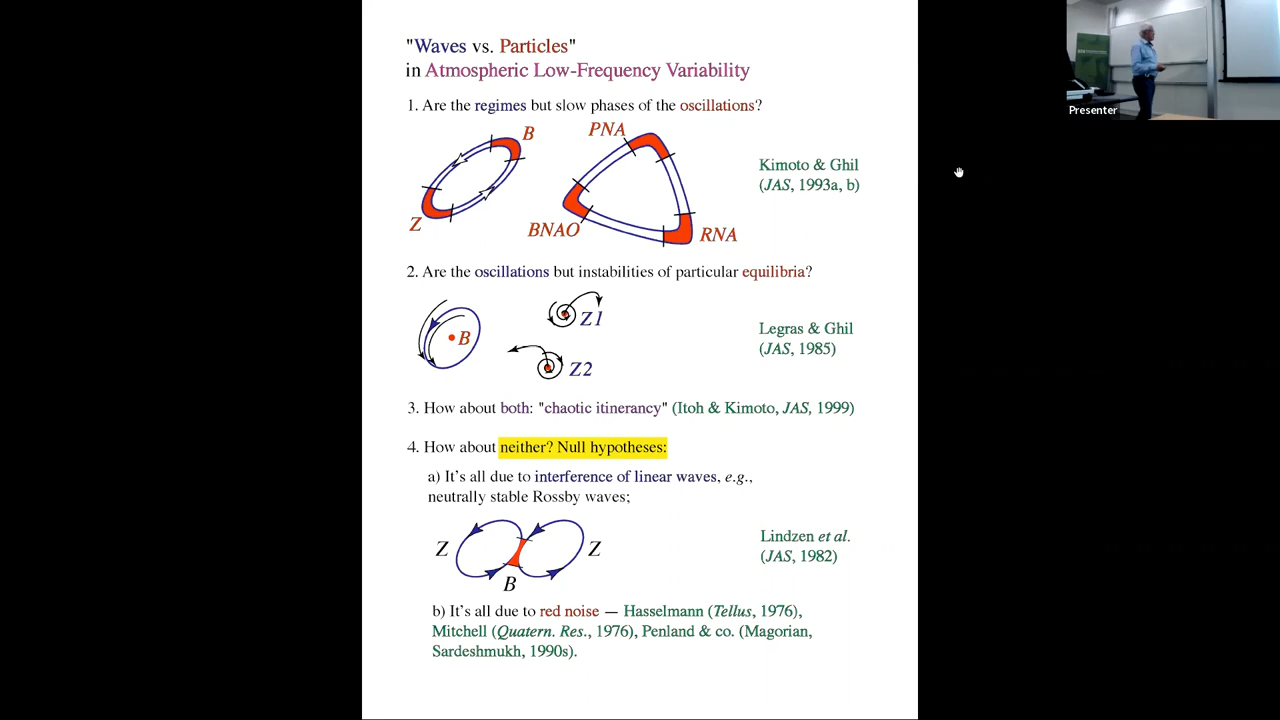 "Waves vs. Particles"
in Atmospheric Low-Frequency Variability
1. Are the regimes but slow phases of the oscillations?
B
Z
PNA
BNAO
RNA
Kimoto & Ghil
(JAS, 1993a, b)
2. Are the oscillations but instabilities of particular equilibria?
B
Z1
Z2
Legras & Ghil
(JAS, 1985)
3. How about both: "chaotic itinerancy" (Itoh & Kimoto, JAS, 1999)
4. How about neither? Null hypotheses:
a) It's all due to interference of linear waves, e.g.,
neutrally stable Rossby waves;
Z
Z
B
Lindzen et al.
(JAS, 1982)
b) It's all due to red noise — Hasselmann (Tellus, 1976),
Mitchell (Quatern. Res., 1976), Penland & co. (Magorian,
Sardeshmukh, 1990s).
Presenter